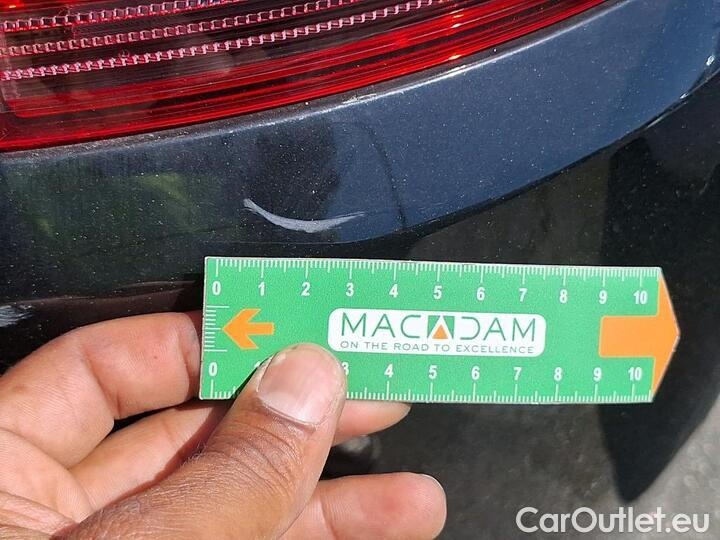 0 1 2 3 4 5 6 7 8 9 10
MACADAM
ON THE ROAD TO EXCELLENCE
0 3 4 5 6 7 8 9 10
CarOutlet.eu